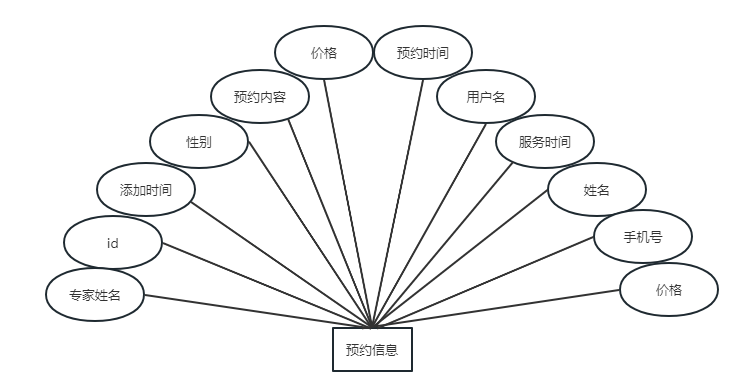 价格
预约时间
预约内容
用户名
性别
服务时间
添加时间
姓名
id
手机号
专家姓名
价格
预约信息